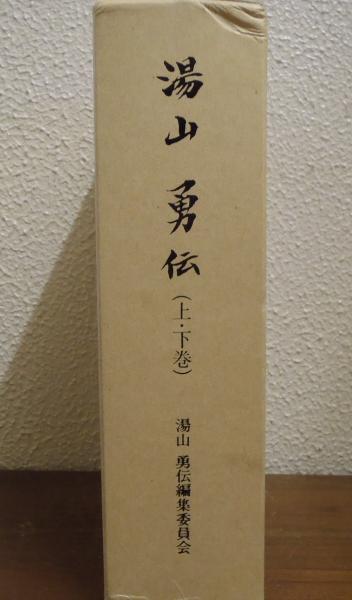 湯山 勇伝
(上・下巻)
湯山 勇伝編集委員会